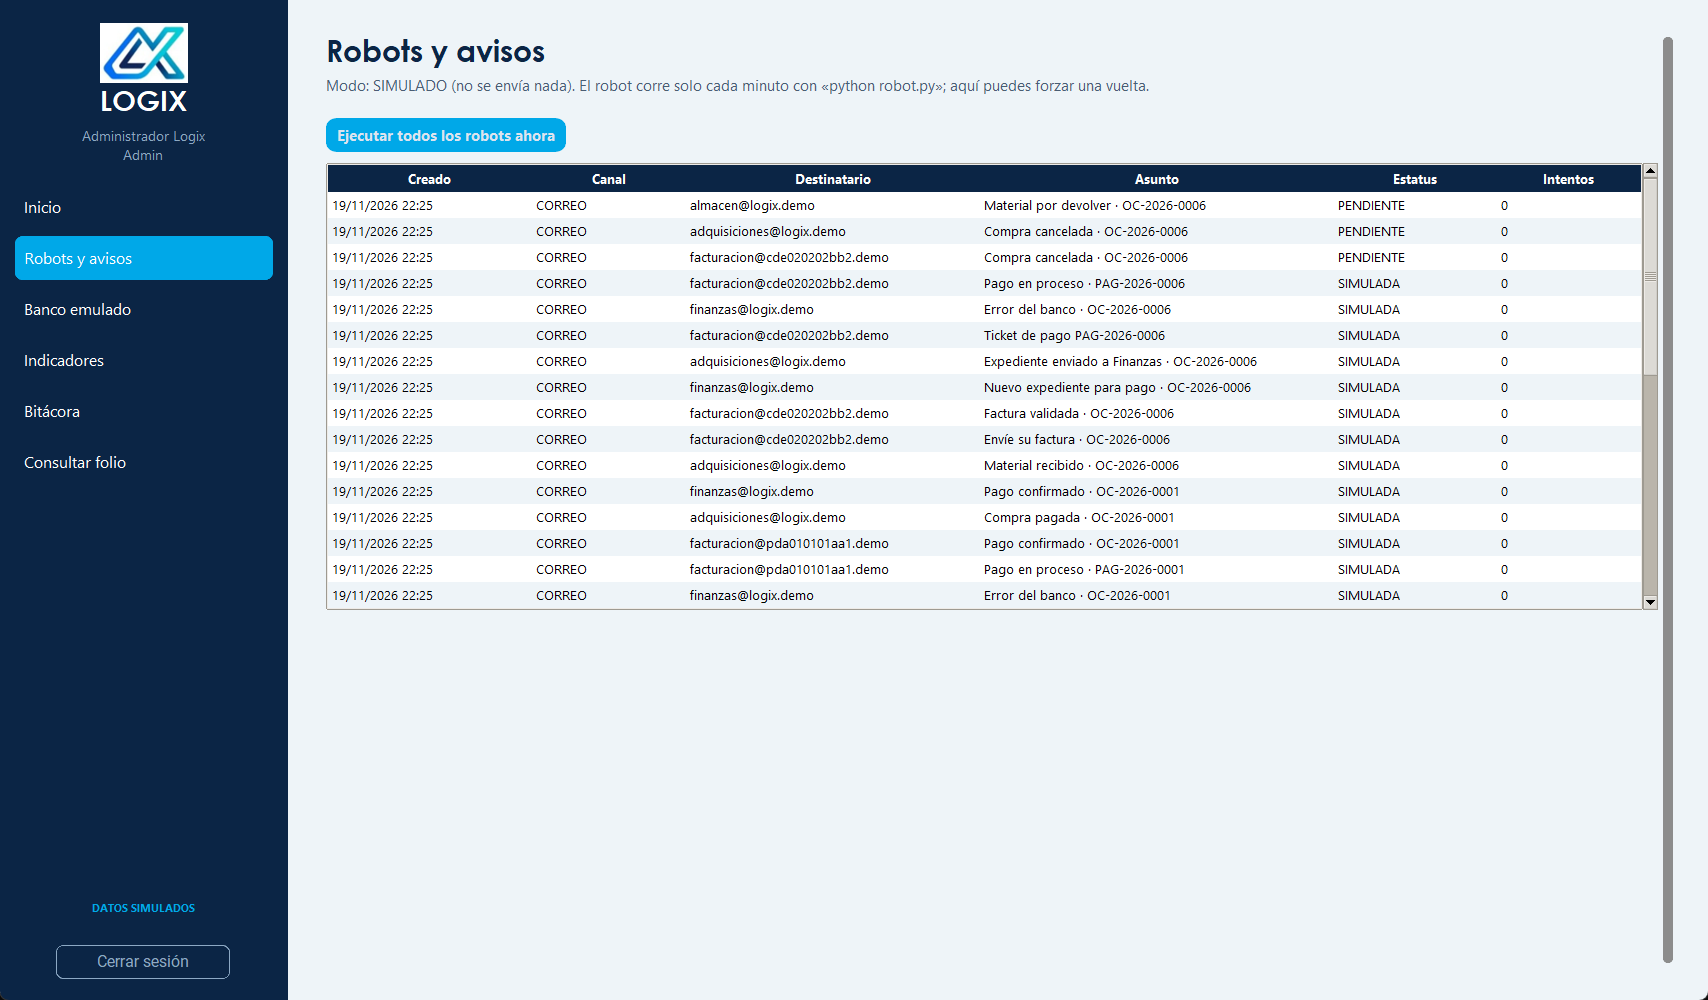 LOGIX
Administrador Logix
Admin
Inicio
Robots y avisos
Banco emulado
Indicadores
Bitácora
Consultar folio
DATOS SIMULADOS
Cerrar sesión
Robots y avisos
Modo: SIMULADO (no se envía nada). El robot corre solo cada minuto con «python robot.py»; aquí puedes forzar una vuelta.
Ejecutar todos los robots ahora
Creado Canal Destinatario Asunto Estatus Intentos
19/11/2026 22:25 CORREO almacen@logix.demo Material por devolver · OC-2026-0006 PENDIENTE 0
19/11/2026 22:25 CORREO adquisiciones@logix.demo Compra cancelada · OC-2026-0006 PENDIENTE 0
19/11/2026 22:25 CORREO facturacion@cde020202bb2.demo Compra cancelada · OC-2026-0006 PENDIENTE 0
19/11/2026 22:25 CORREO facturacion@cde020202bb2.demo Pago en proceso · PAG-2026-0006 SIMULADA 0
19/11/2026 22:25 CORREO finanzas@logix.demo Error del banco · OC-2026-0006 SIMULADA 0
19/11/2026 22:25 CORREO facturacion@cde020202bb2.demo Ticket de pago PAG-2026-0006 SIMULADA 0
19/11/2026 22:25 CORREO adquisiciones@logix.demo Expediente enviado a Finanzas · OC-2026-0006 SIMULADA 0
19/11/2026 22:25 CORREO finanzas@logix.demo Nuevo expediente para pago · OC-2026-0006 SIMULADA 0
19/11/2026 22:25 CORREO facturacion@cde020202bb2.demo Factura validada · OC-2026-0006 SIMULADA 0
19/11/2026 22:25 CORREO facturacion@cde020202bb2.demo Envíe su factura · OC-2026-0006 SIMULADA 0
19/11/2026 22:25 CORREO adquisiciones@logix.demo Material recibido · OC-2026-0006 SIMULADA 0
19/11/2026 22:25 CORREO finanzas@logix.demo Pago confirmado · OC-2026-0001 SIMULADA 0
19/11/2026 22:25 CORREO adquisiciones@logix.demo Compra pagada · OC-2026-0001 SIMULADA 0
19/11/2026 22:25 CORREO facturacion@pda010101aa1.demo Pago confirmado · OC-2026-0001 SIMULADA 0
19/11/2026 22:25 CORREO facturacion@pda010101aa1.demo Pago en proceso · PAG-2026-0001 SIMULADA 0
19/11/2026 22:25 CORREO finanzas@logix.demo Error del banco · OC-2026-0001 SIMULADA 0